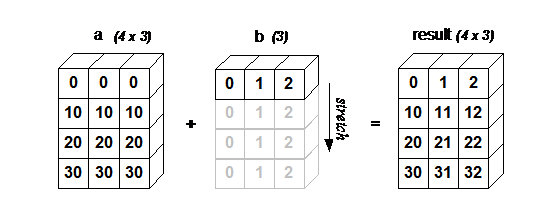 a (4 x 3) b (3) result (4 x 3)
0 0 0 0 1 2 0 1 2
10 10 10 0 1 2 10 11 12
stretch
+ =
20 20 20 0 1 2 20 21 22
30 30 30 0 1 2 30 31 32